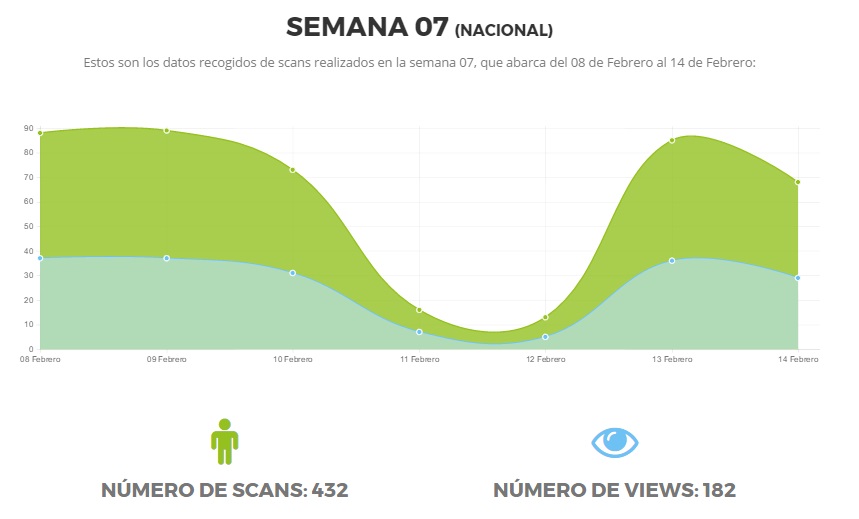 SEMANA 07 (NACIONAL)
Estos son los datos recogidos de scans realizados en la semana 07, que abarca del 08 de Febrero al 14 de Febrero:
90
80
70
60
50
40
30
20
10
0
08 Febrero 09 Febrero 10 Febrero 11 Febrero 12 Febrero 13 Febrero 14 Febrero
NÚMERO DE SCANS: 432 NÚMERO DE VIEWS: 182